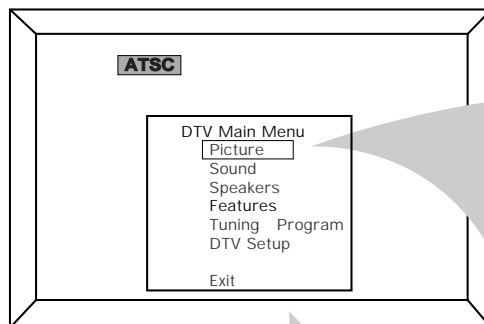 ATSC
DTV Main Menu
Picture
Sound
Speakers
Features
Tuning Program
DTV Setup
Exit